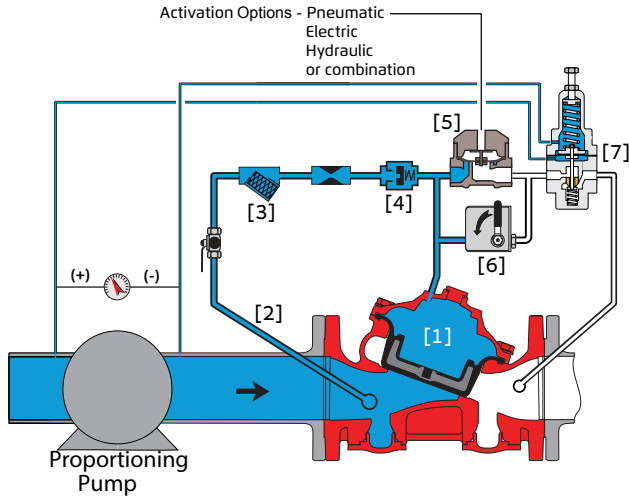 Activation Options - Pneumatic
Electric
Hydraulic
or combination
[5]
[7]
[3]
[4]
[6]
(+)
(-)
[2]
[1]
Proportioning
Pump